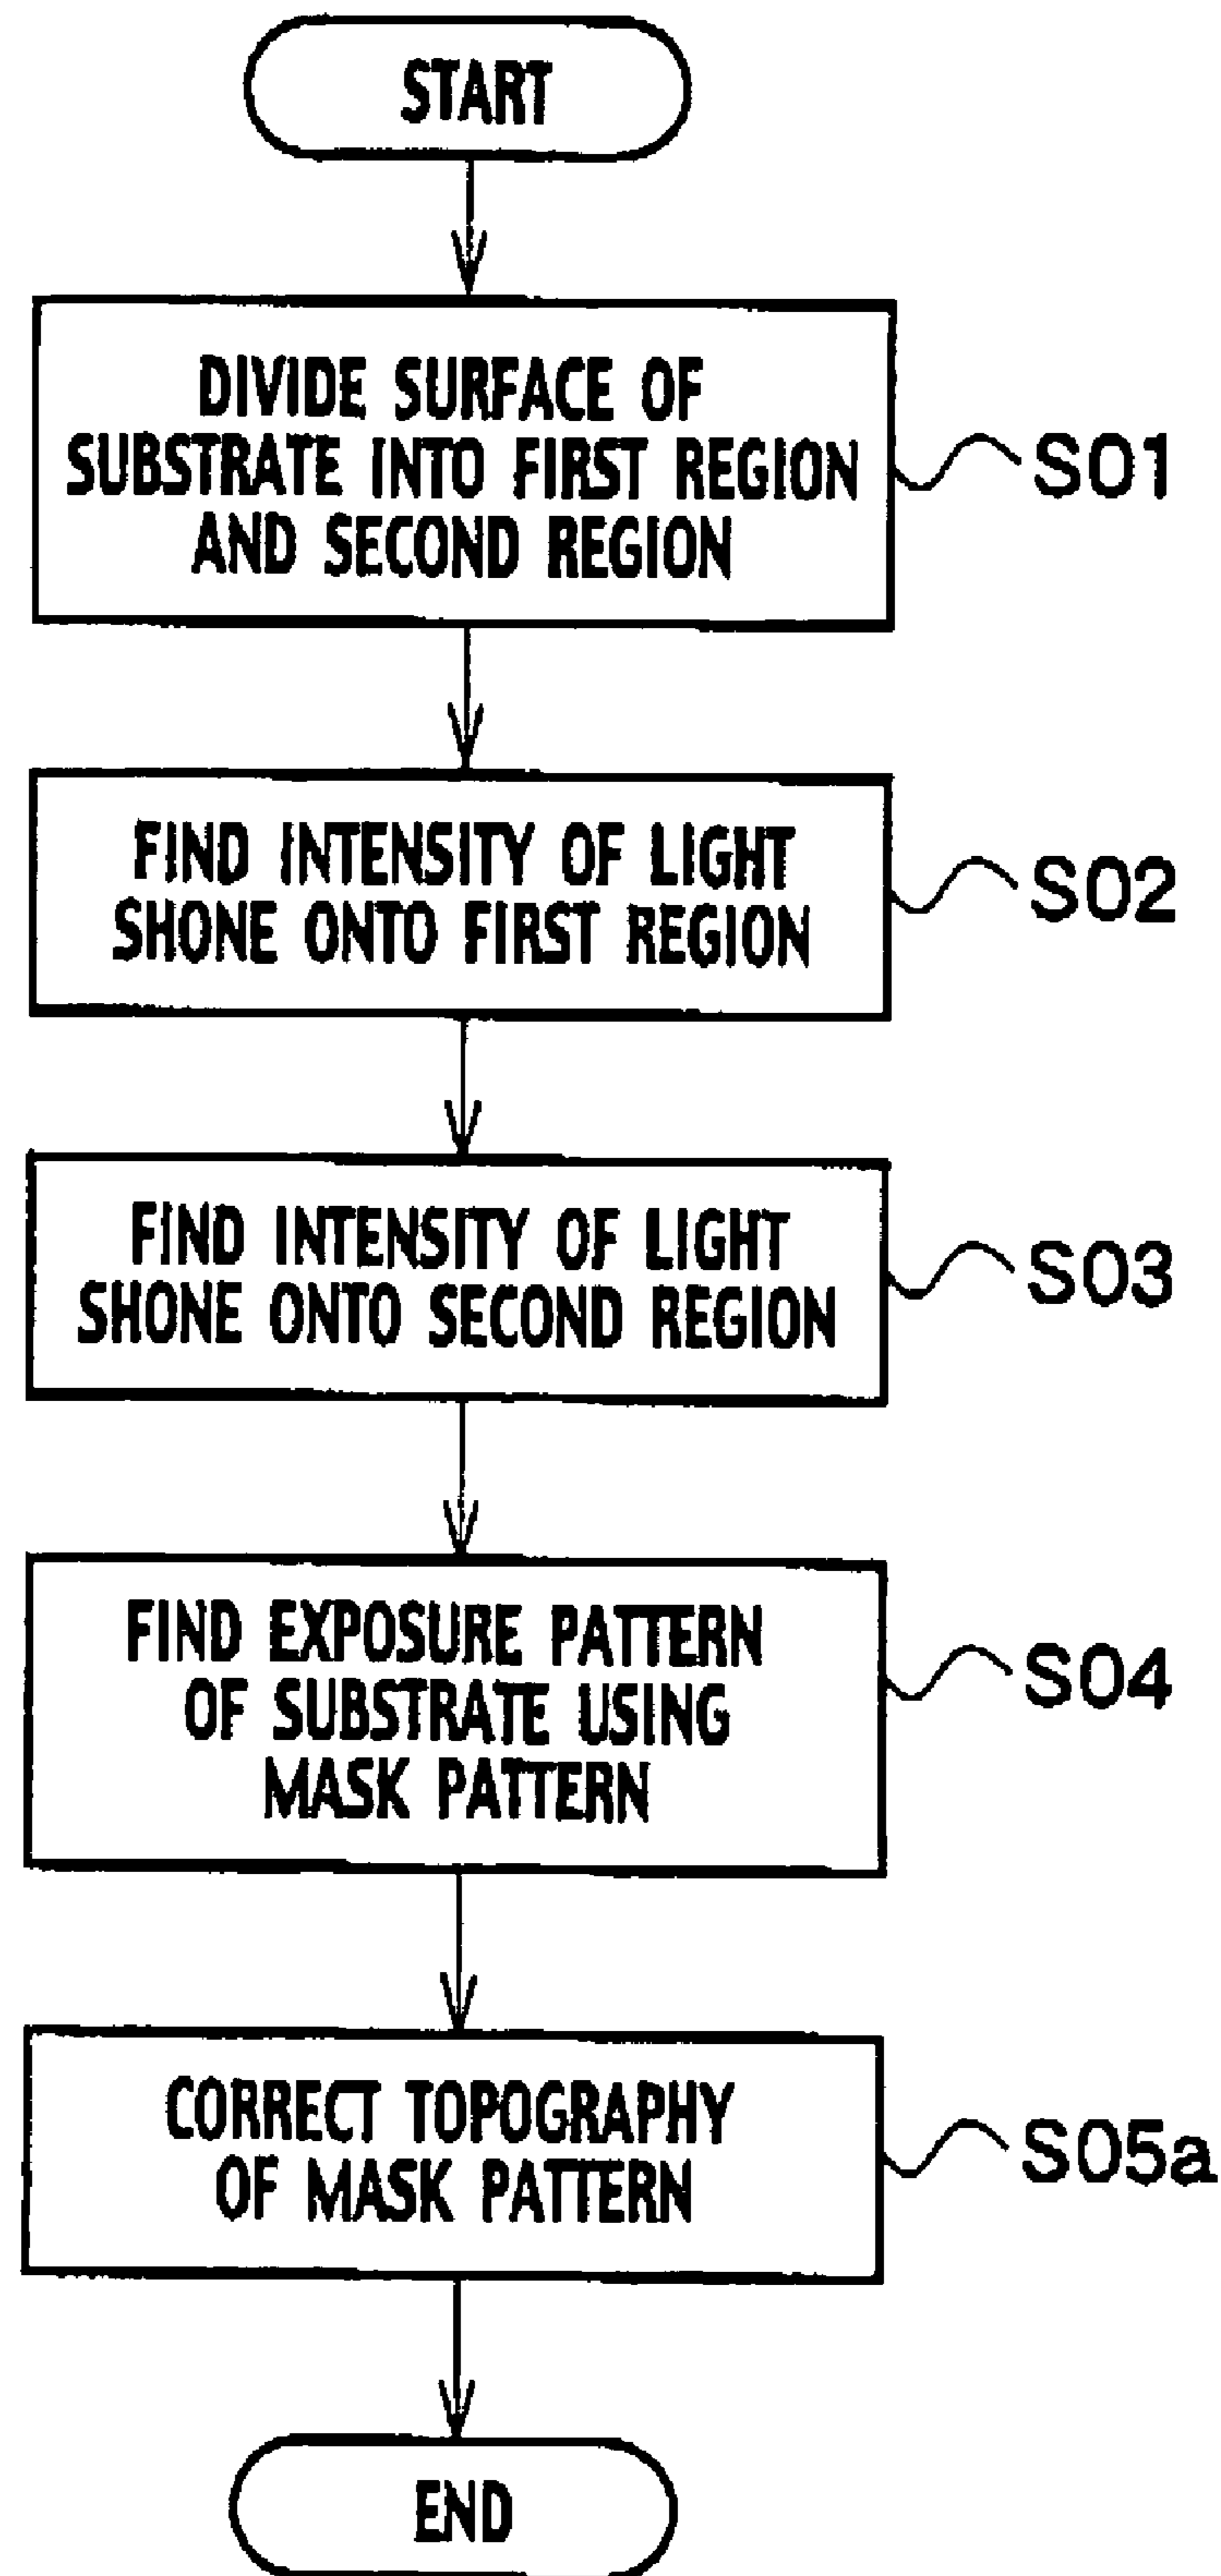 START
DIVIDE SURFACE OF
SUBSTRATE INTO FIRST REGION
AND SECOND REGION
S01
FIND INTENSITY OF LIGHT
SHONE ONTO FIRST REGION
S02
FIND INTENSITY OF LIGHT
SHONE ONTO SECOND REGION
S03
FIND EXPOSURE PATTERN
OF SUBSTRATE USING
MASK PATTERN
S04
CORRECT TOPOGRAPHY
OF MASK PATTERN
S05a
END